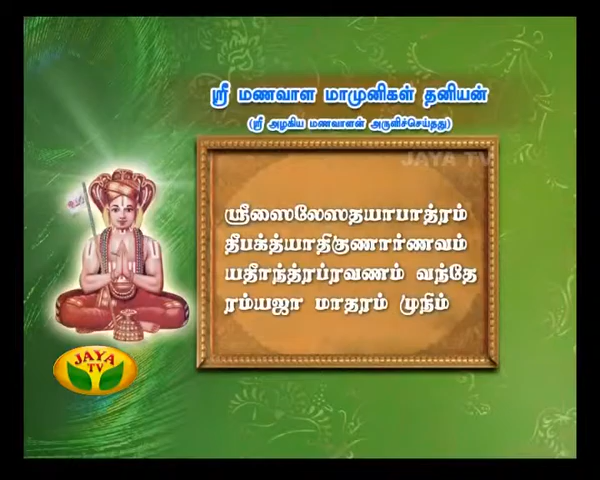 ஸ்ரீ மணவாள மாமுனிகள் தனியன்
(ஸ்ரீ அழகிய மணவாளன் அருளிச்செய்தது)
JAYA TV
ஸ்ரீஸைலேஸதயாபாத்ரம்
தீபக்த்யாதிகுணார்ணவம்
யதீரந்த்ரப்ரவணம் வந்தே
ரம்யஜா மாதரம் முநிம்
JAYA
TV